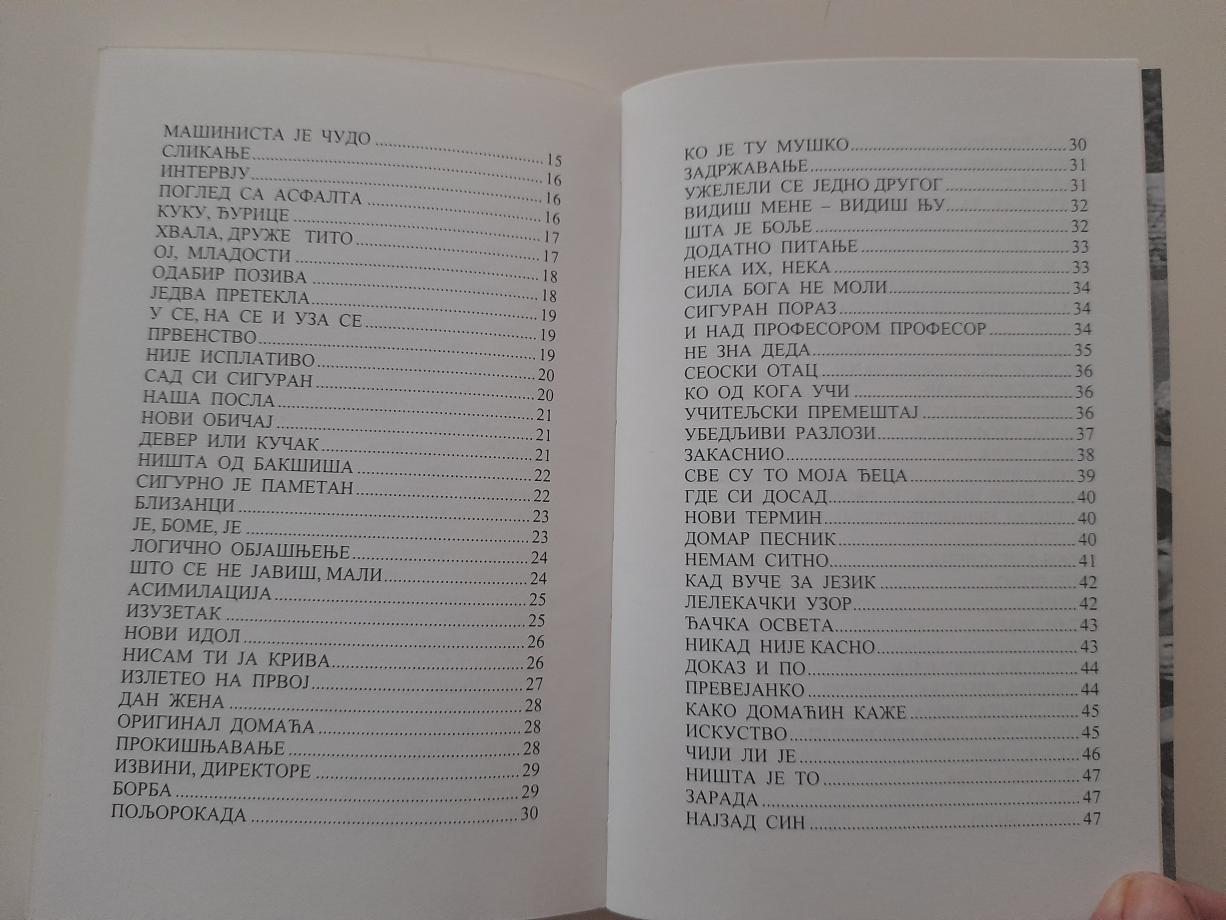 МАШИНИСТА ЈЕ ЧУДО 15
СЛИКАЊЕ 16
ИНТЕРВЈУ 16
ПОГЛЕД СА АСФАЛТА 16
КУКУ, ЂУРИЦЕ 17
ХВАЛА, ДРУЖЕ ТИТО 17
ОЈ, МЛАДОСТИ 18
ОДАБИР ПОЗИВА 18
ЈЕДВА ПРЕТЕКЛА 19
У СЕ, НА СЕ И УЗА СЕ 19
ПРВЕНСТВО 19
НИЈЕ ИСПЛАТИВО 20
САД СИ СИГУРАН 20
НАША ПОСЛА 21
НОВИ ОБИЧАЈ 21
ДЕВЕР ИЛИ КУЧАК 21
НИШТА ОД БАКШИША 22
СИГУРНО ЈЕ ПАМЕТАН 22
БЛИЗАНЦИ 23
ЈЕ, БОМЕ, ЈЕ 23
ЛОГИЧНО ОБЈАШЊЕЊЕ 24
ШТО СЕ НЕ ЈАВИШ, МАЛИ 24
АСИМИЛАЦИЈА 25
ИЗУЗЕТАК 25
НОВИ ИДОЛ 26
НИСАМ ТИ ЈА КРИВА 26
ИЗЛЕТЕО НА ПРВОЈ 27
ДАН ЖЕНА 28
ОРИГИНАЛ ДОМАЋА 28
ПРОКИШЊАВАЊЕ 28
ИЗВИНИ, ДИРЕКТОРЕ 29
БОРБА 29
ПОЉОРОКАДА 30
КО ЈЕ ТУ МУШКО 30
ЗАДРЖАВАЊЕ 31
УЖЕЛЕЛИ СЕ ЈЕДНО ДРУГОГ 31
ВИДИШ МЕНЕ – ВИДИШ ЊУ 32
ШТА ЈЕ БОЉЕ 32
ДОДАТНО ПИТАЊЕ 33
НЕКА ИХ, НЕКА 33
СИЛА БОГА НЕ МОЛИ 34
СИГУРАН ПОРАЗ 34
И НАД ПРОФЕСОРОМ ПРОФЕСОР 34
НЕ ЗНА ДЕДА 35
СЕОСКИ ОТАЦ 36
КО ОД КОГА УЧИ 36
УЧИТЕЉСКИ ПРЕМЕШТАЈ 36
УБЕДЉИВИ РАЗЛОЗИ 37
ЗАКАСНИО 38
СВЕ СУ ТО МОЈА ЂЕЦА 39
ГДЕ СИ ДОСАД 40
НОВИ ТЕРМИН 40
ДОМАР ПЕСНИК 40
НЕМАМ СИТНО 41
КАД ВУЧЕ ЗА ЈЕЗИК 42
ЛЕЛЕКАЧКИ УЗОР 42
ЂАЧКА ОСВЕТА 43
НИКАД НИЈЕ КАСНО 43
ДОКАЗ И ПО 44
ПРЕВЕЈАНКО 44
КАКО ДОМАЋИН КАЖЕ 45
ИСКУСТВО 45
ЧИЈИ ЛИ ЈЕ 46
НИШТА ЈЕ ТО 47
ЗАРАДА 47
НАЈЗАД СИН 47